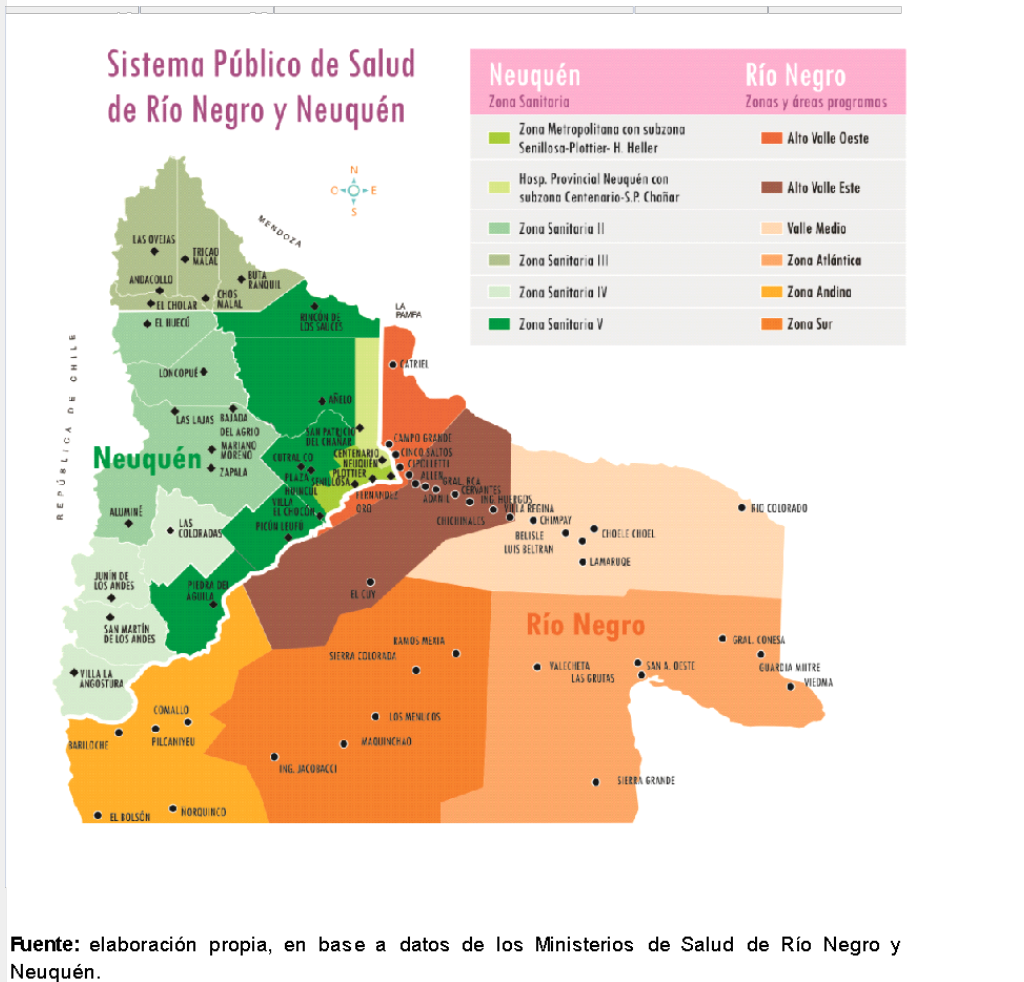 Sistema Público de Salud
de Río Negro y Neuquén
Neuquén
Zona Sanitaria
Río Negro
Zonas y áreas programas
Zona Metropolitana con subzona
Senillosa-Plottier- H. Heller
Alto Valle Oeste
Hosp. Provincial Neuquén con
subzona Centenario-S.P. Chañar
Alto Valle Este
Zona Sanitaria II
Valle Medio
Zona Sanitaria III
Zona Atlántica
Zona Sanitaria IV
Zona Andina
Zona Sanitaria V
Zona Sur
N
O E
S
MENDOZA
LA
PAMPA
REPÚBLICA DE CHILE
LAS OVEJAS
TRICAO
MALAL
ANDACOLLO
BUTA
RANQUIL
CHOS
MALAL
EL CHOLAR
EL HUECÚ
RINCÓN DE
LOS SAUCES
LONCOPUÉ
CATRIEL
AÑELO
LAS LAJAS
BAJADA
DEL AGRIO
SAN PATRICIO
DEL CHAÑAR
MARIANO
MORENO
CAMPO GRANDE
CENTENARIO
CINCO SALTOS
Neuquén
CUTRAL CO
NEUQUÉN
CIPOLLETTI
ZAPALA
PLAZA
HUINCUL
PLOTTIER
SENILLOSA
ALLEN
GRAL. ROCA
CERVANTES
FERNANDEZ
ORO
ING. HUERGOS
VILLA
EL CHOCÓN
VILLA REGINA
CHICHINALES
CHIMPAY
ALUMINÉ
LAS
COLORADAS
PICÚN LEUFÚ
BELISLE
LUIS BELTRAN
CHOELE CHOEL
RIO COLORADO
LAMARUQE
JUNÍN DE
LOS ANDES
PIEDRA DEL
ÁGUILA
EL CUY
SAN MARTÍN
DE LOS ANDES
Río Negro
RAMOS MEXIA
SIERRA COLORADA
GRAL. CONESA
VALECHETA
LAS GRUTAS
SAN A. OESTE
GUARDIA MIITRE
VILLA LA
ANGOSTURA
VIEDMA
COMALLO
LOS MENUCOS
BARILOCHE
PILCANIYEU
MAQUINCHAO
ING. JACOBACCI
SIERRA GRANDE
EL BOLSÓN
ÑORQUINCO
Fuente: elaboración propia, en base a datos de los Ministerios de Salud de Río Negro y
Neuquén.